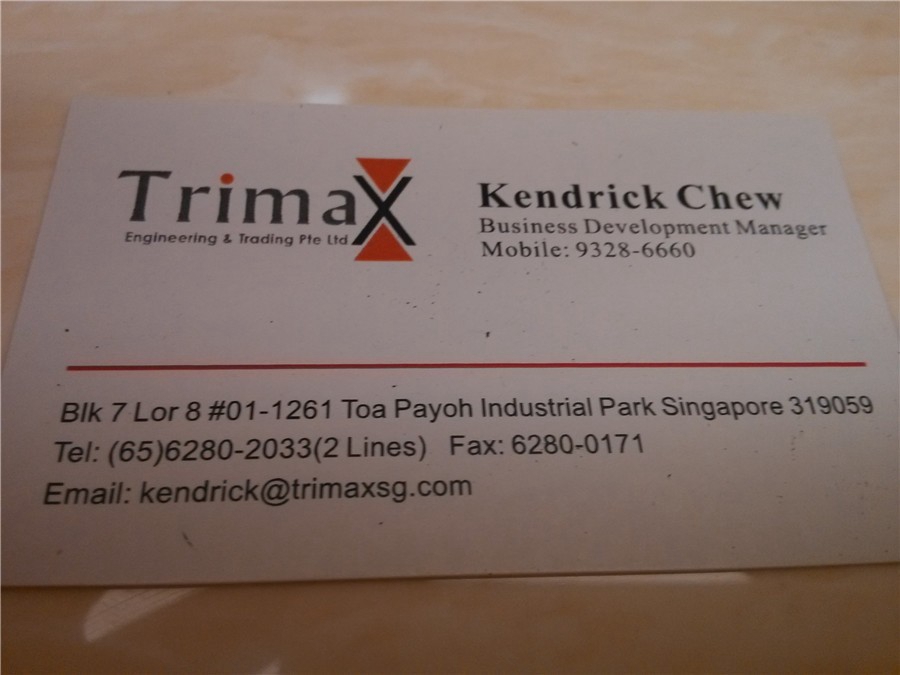 Trimax
Engineering & Trading Pte Ltd
Kendrick Chew
Business Development Manager
Mobile: 9328-6660
Blk 7 Lor 8 #01-1261 Toa Payoh Industrial Park Singapore 319059
Tel: (65)6280-2033(2 Lines) Fax: 6280-0171
Email: kendrick@trimaxsg.com